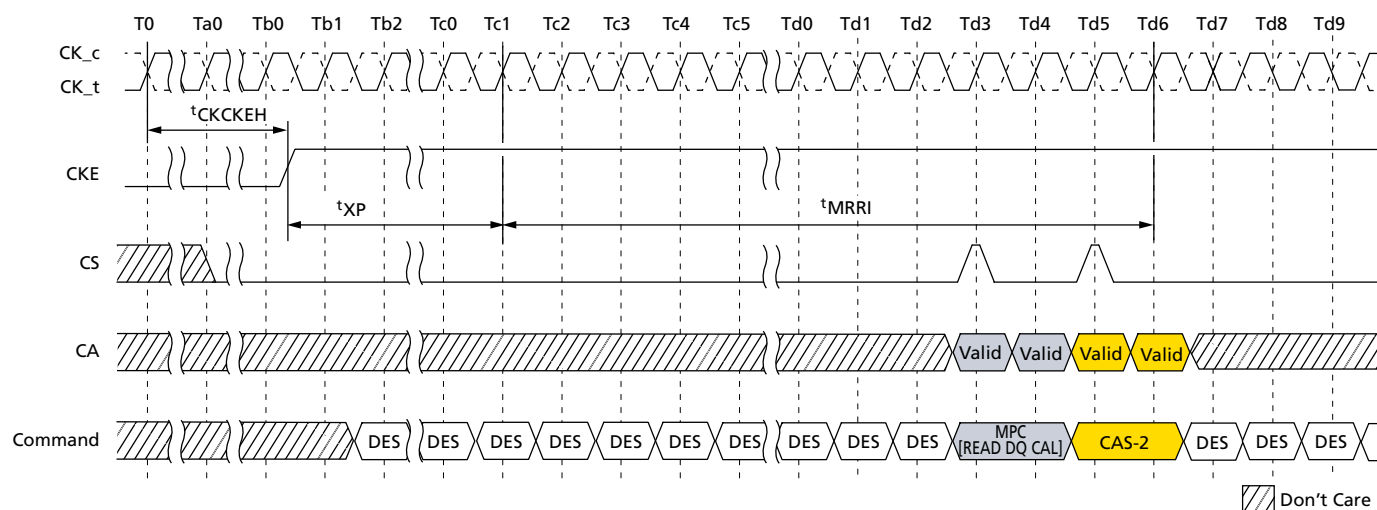 T0 Ta0 Tb0 Tb1 Tb2 Tc0 Tc1 Tc2 Tc3 Tc4 Tc5 Td0 Td1 Td2 Td3 Td4 Td5 Td6 Td7 Td8 Td9
CK_c
CK_t
tCKCKEH
CKE
tXP tMRRI
CS
CA Valid Valid Valid Valid
Command DES DES DES DES DES DES DES DES DES DES MPC [READ DQ CAL] CAS-2 DES DES DES
Don't Care